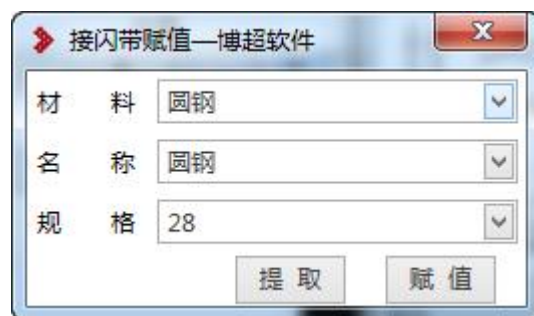 接闪带赋值—博超软件
材 料 圆钢
名 称 圆钢
规 格 28
提 取 赋 值